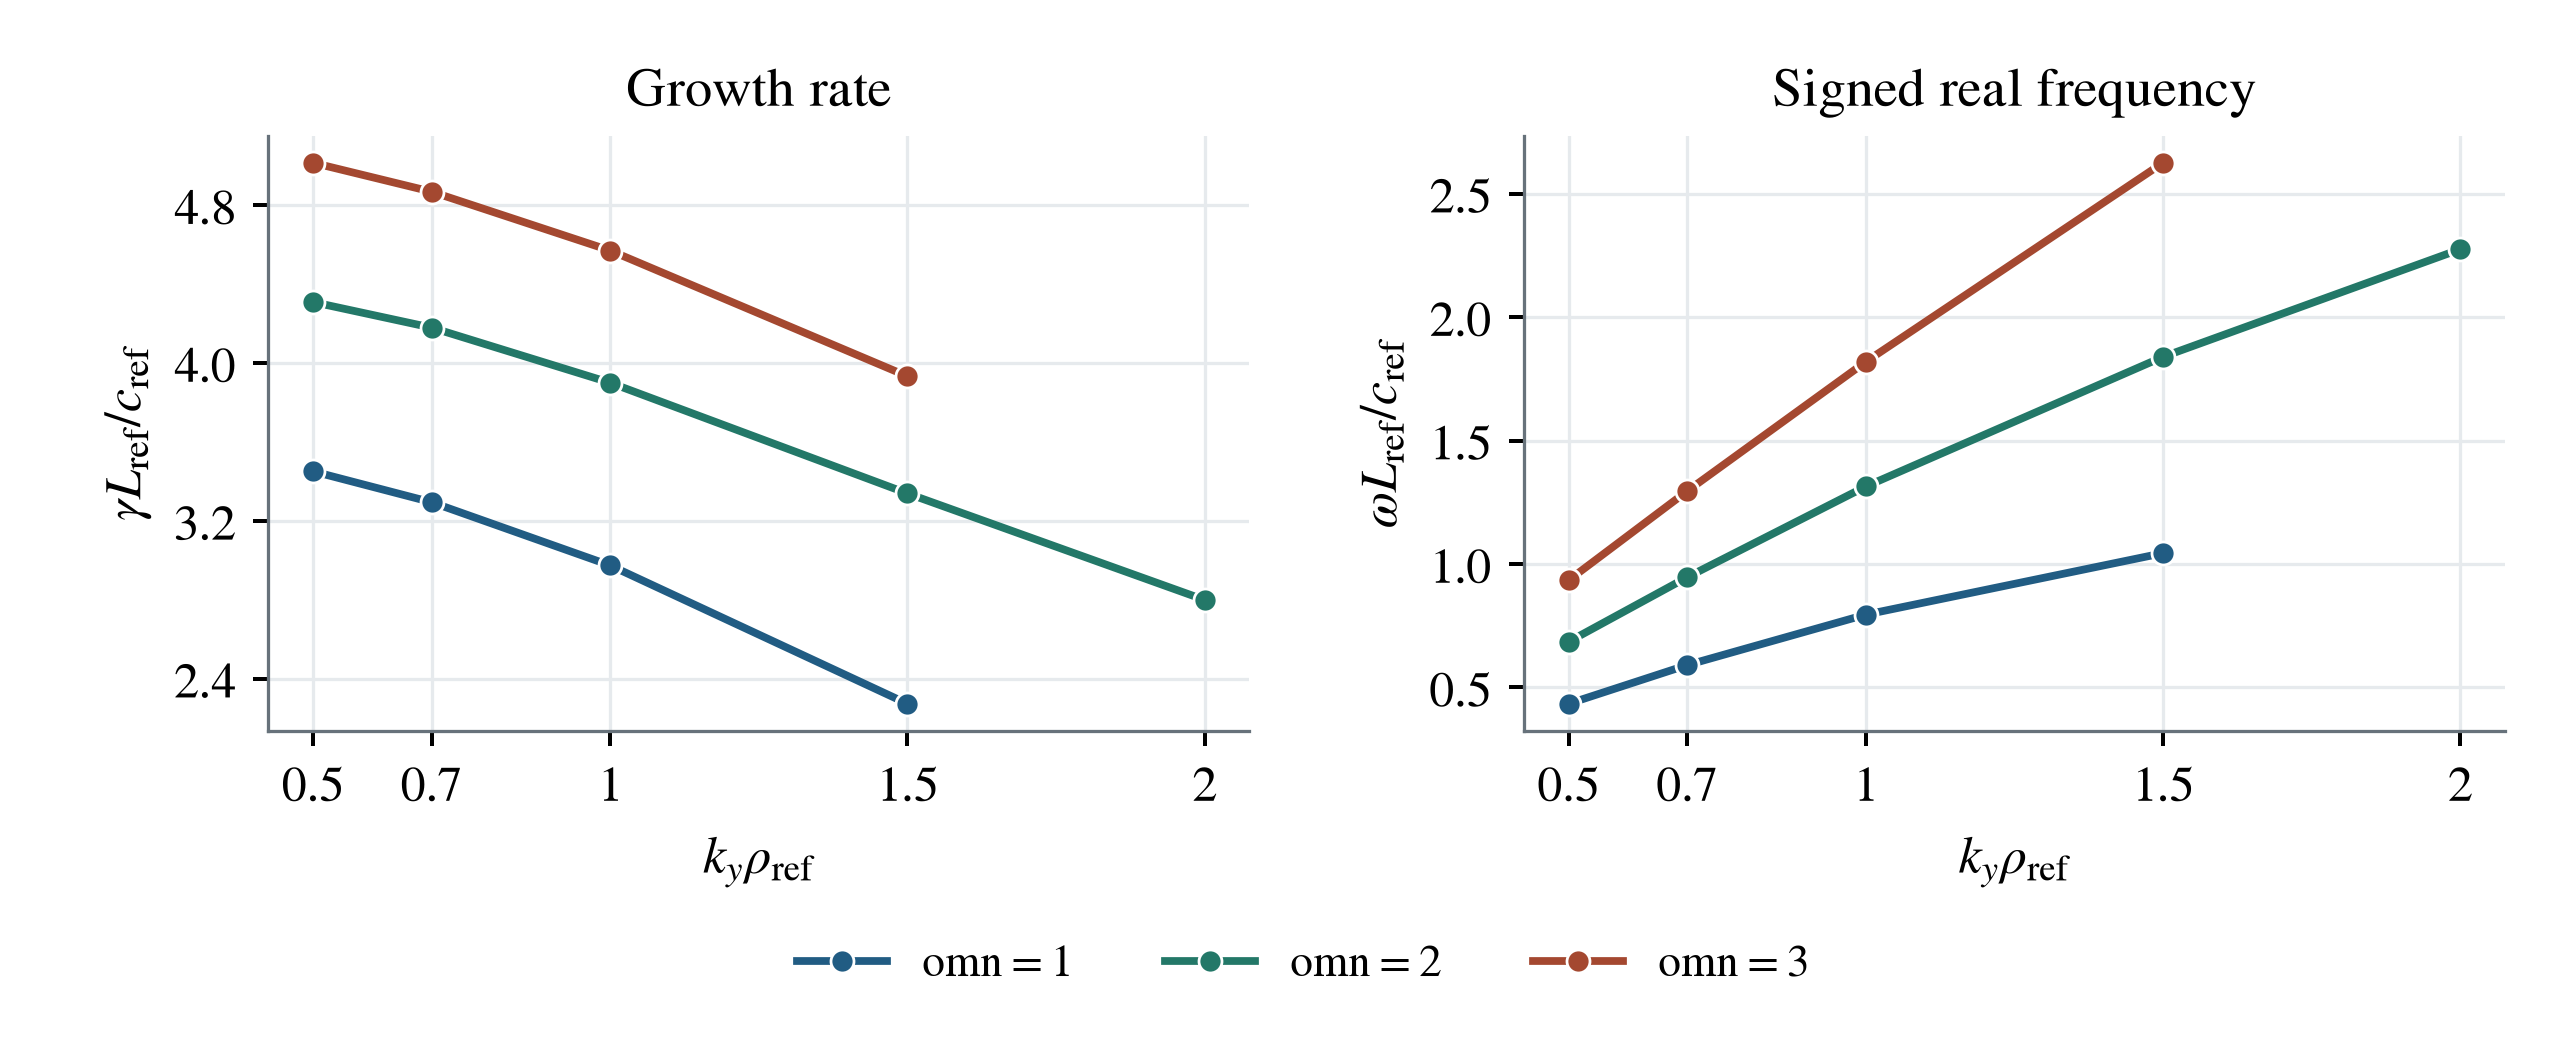 Growth rate
γL_ref/c_ref
4.8
4.0
3.2
2.4
0.5 0.7 1 1.5 2
k_yρ_ref
Signed real frequency
ωL_ref/c_ref
2.5
2.0
1.5
1.0
0.5
0.5 0.7 1 1.5 2
k_yρ_ref
omn = 1 omn = 2 omn = 3